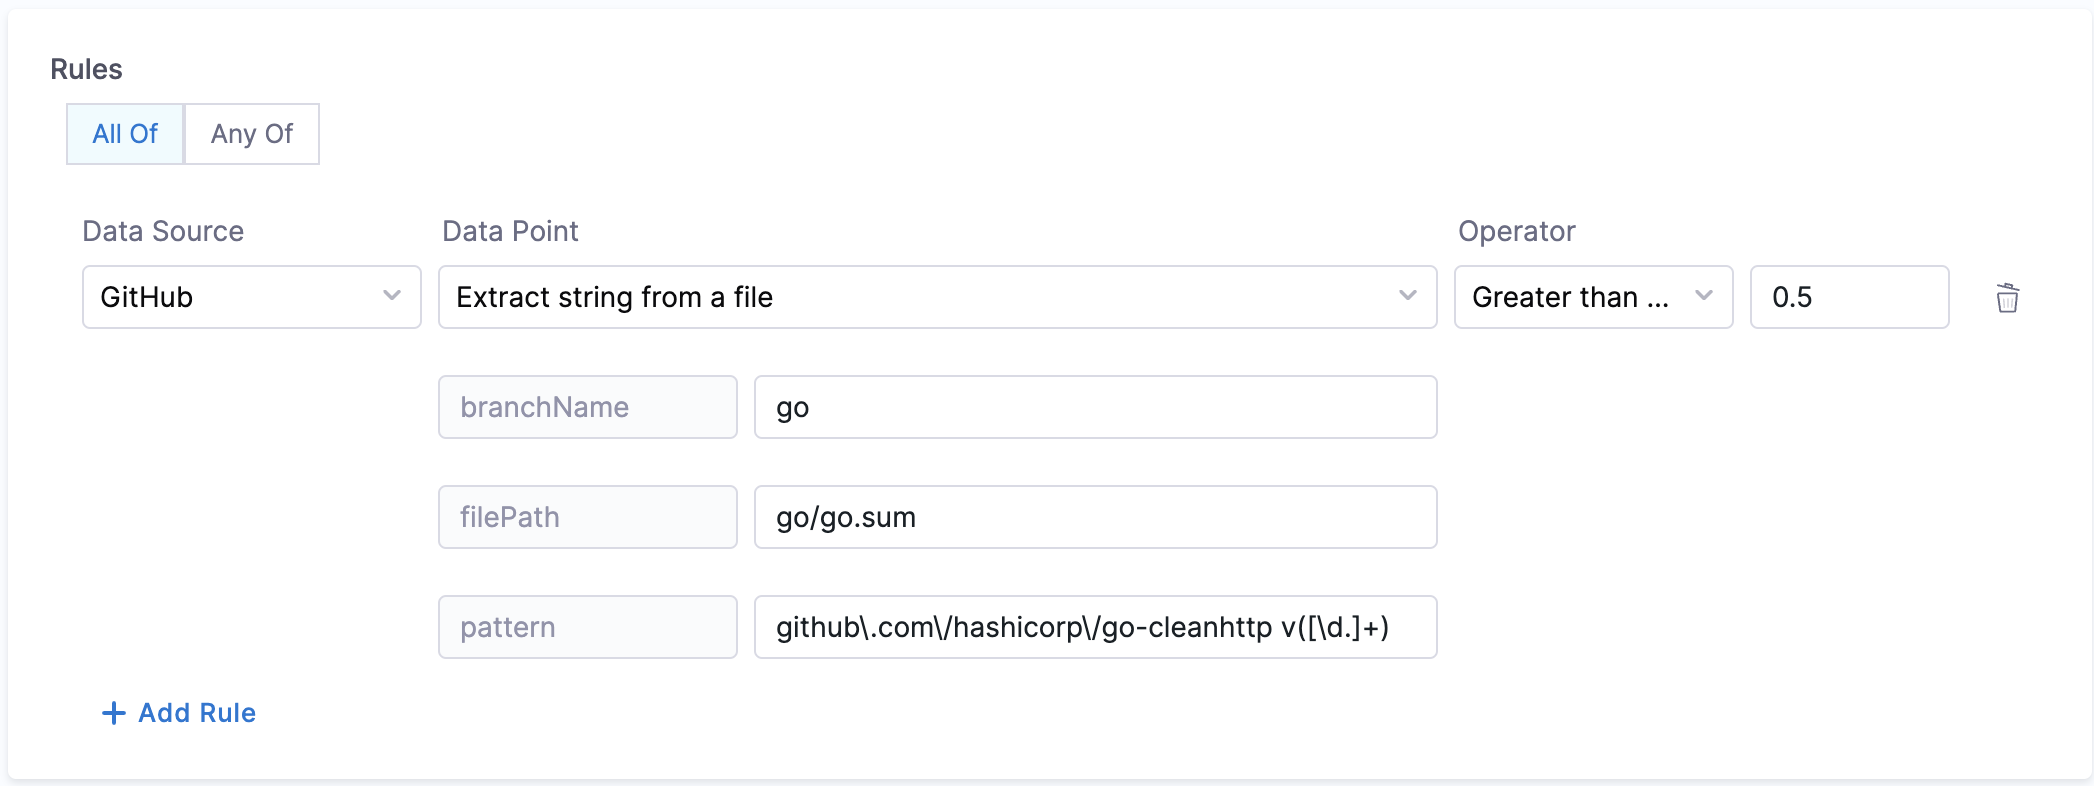 Rules
All Of Any Of
Data Source Data Point Operator
GitHub Extract string from a file Greater than ... 0.5
branchName go
filePath go/go.sum
pattern github\.com\/hashicorp\/go-cleanhttp v([\d.]+)
+ Add Rule